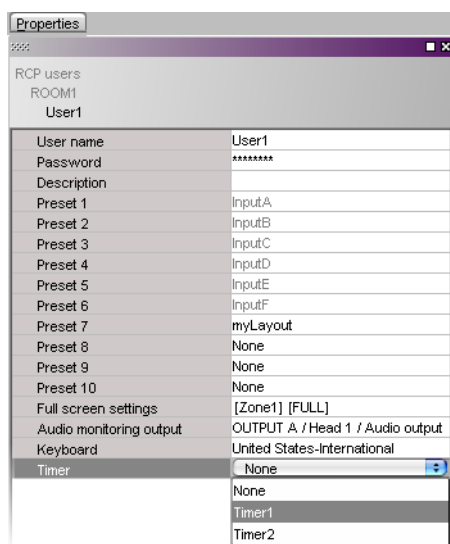 Properties
RCP users
ROOM1
User1
User name User1
Password ********
Description
Preset 1 InputA
Preset 2 InputB
Preset 3 InputC
Preset 4 InputD
Preset 5 InputE
Preset 6 InputF
Preset 7 myLayout
Preset 8 None
Preset 9 None
Preset 10 None
Full screen settings [Zone1] [FULL]
Audio monitoring output OUTPUT A / Head 1 / Audio output
Keyboard United States-International
Timer None
None
Timer1
Timer2